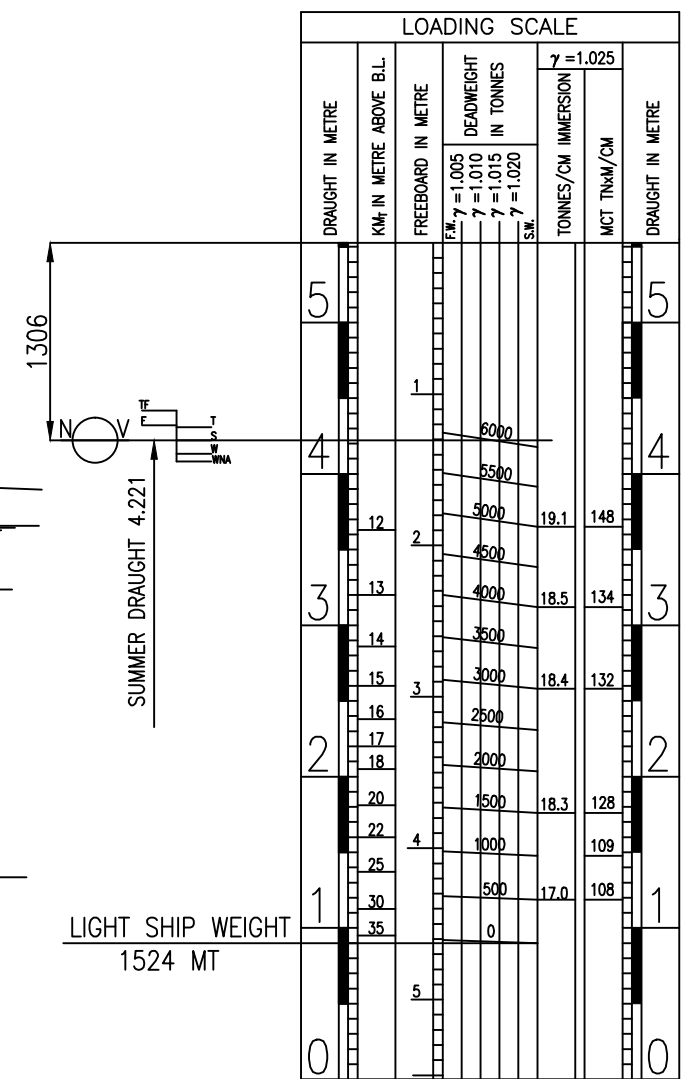 LOADING SCALE
DRAUGHT IN METRE
KM_T IN METRE ABOVE B.L.
FREEBOARD IN METRE
DEADWEIGHT
IN TONNES
F.W.
γ =1.005
γ =1.010
γ =1.015
γ =1.020
S.W.
γ =1.025
TONNES/CM IMMERSION
MCT TNxM/CM
DRAUGHT IN METRE
1306
5
5
1
TF
F
T
S
W
WNA
N V
6000
4
4
5500
SUMMER DRAUGHT 4.221
12
5000
19.1
148
2
4500
13
4000
18.5
134
3
3
14
3500
15
3000
18.4
132
3
16
2500
17
2
2
18
2000
20
1500
18.3
128
22
4
1000
109
25
500
17.0
108
30
1
1
LIGHT SHIP WEIGHT
35
0
1524 MT
5
0
0